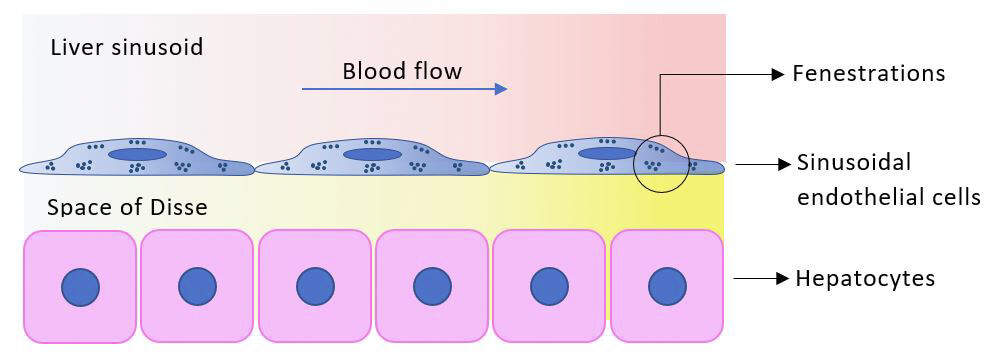 Liver sinusoid
Blood flow
Fenestrations
Sinusoidal
endothelial cells
Space of Disse
Hepatocytes